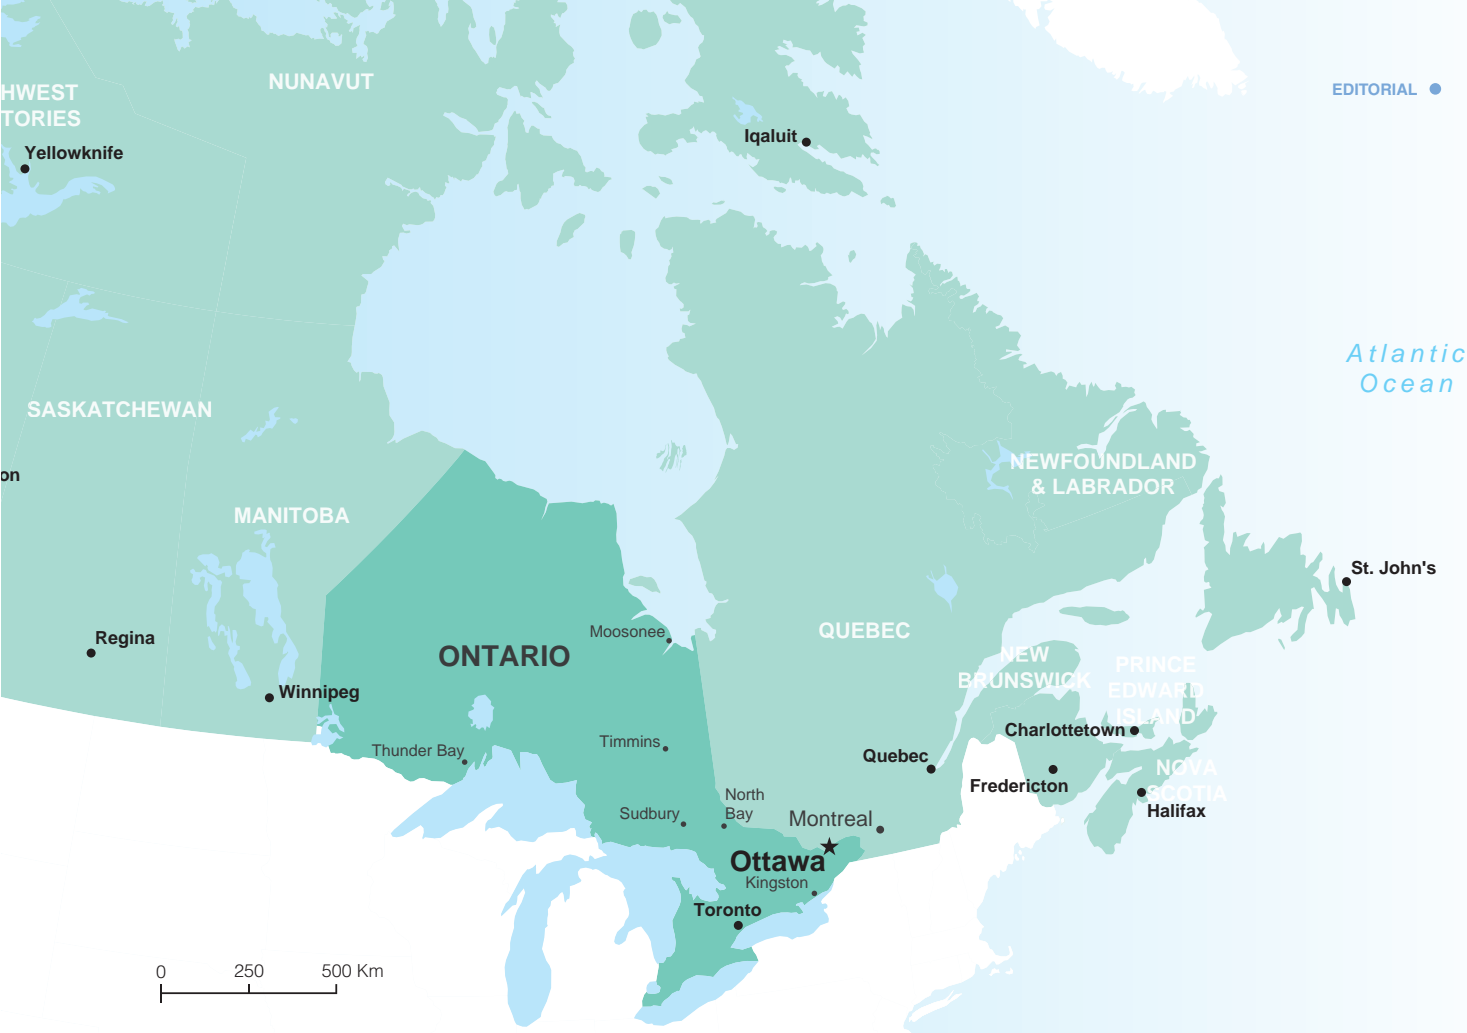 NUNAVUT
HWEST
TORIES
EDITORIAL
Iqaluit
Yellowknife
Atlantic
Ocean
SASKATCHEWAN
NEWFOUNDLAND
& LABRADOR
on
MANITOBA
St. John's
Moosonee
QUEBEC
Regina
ONTARIO
NEW
BRUNSWICK
PRINCE
EDWARD
ISLAND
Winnipeg
Charlottetown
Thunder Bay
Timmins
Quebec
NOVA
SCOTIA
Fredericton
North
Bay
Sudbury
Montreal
Halifax
Ottawa
Kingston
Toronto
0 250 500 Km